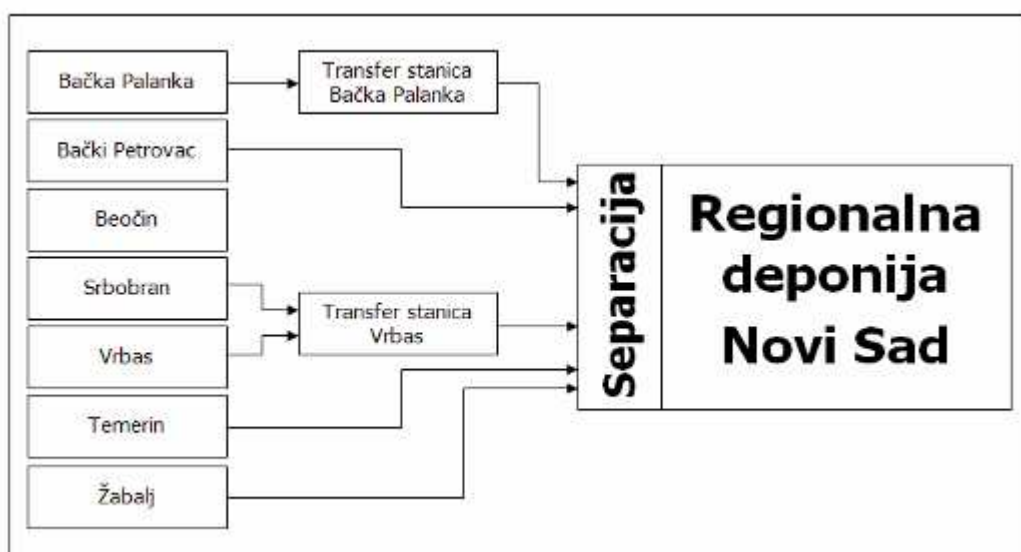 Bačka Palanka
Transfer stanica
Bačka Palanka
Bački Petrovac
Beočin
Srbobran
Transfer stanica
Vrbas
Vrbas
Temerin
Žabalj
Separacija
Regionalna
deponija
Novi Sad